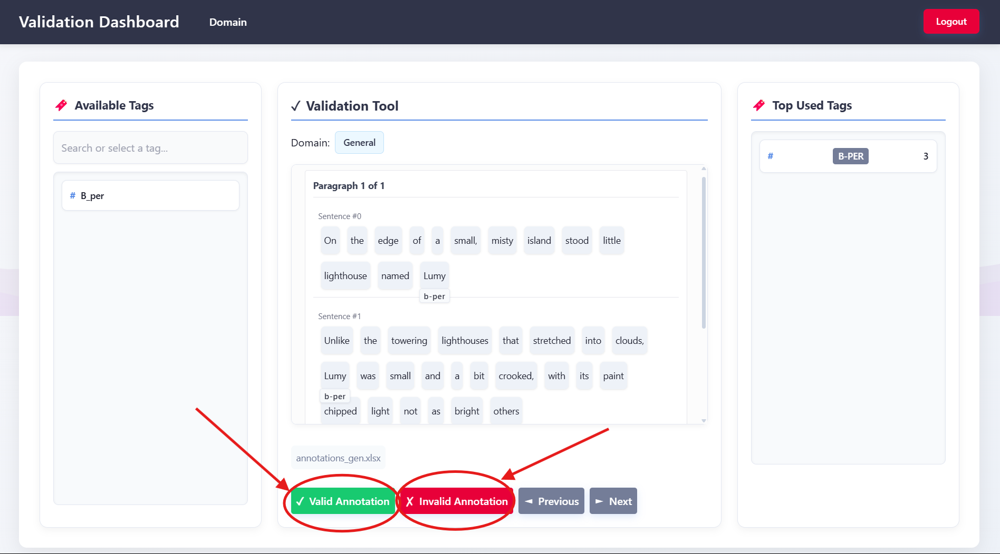 Validation Dashboard Domain Logout
Available Tags
Search or select a tag...
# B_per
✓ Validation Tool
Domain: General
Paragraph 1 of 1
Sentence #0
On the edge of a small, misty island stood little
lighthouse named Lumy
b-per
Sentence #1
Unlike the towering lighthouses that stretched into clouds,
Lumy was small and a bit crooked, with its paint
b-per
chipped light not as bright others
annotations_gen.xlsx
✓ Valid Annotation ✗ Invalid Annotation ◄ Previous ► Next
Top Used Tags
# B-PER 3